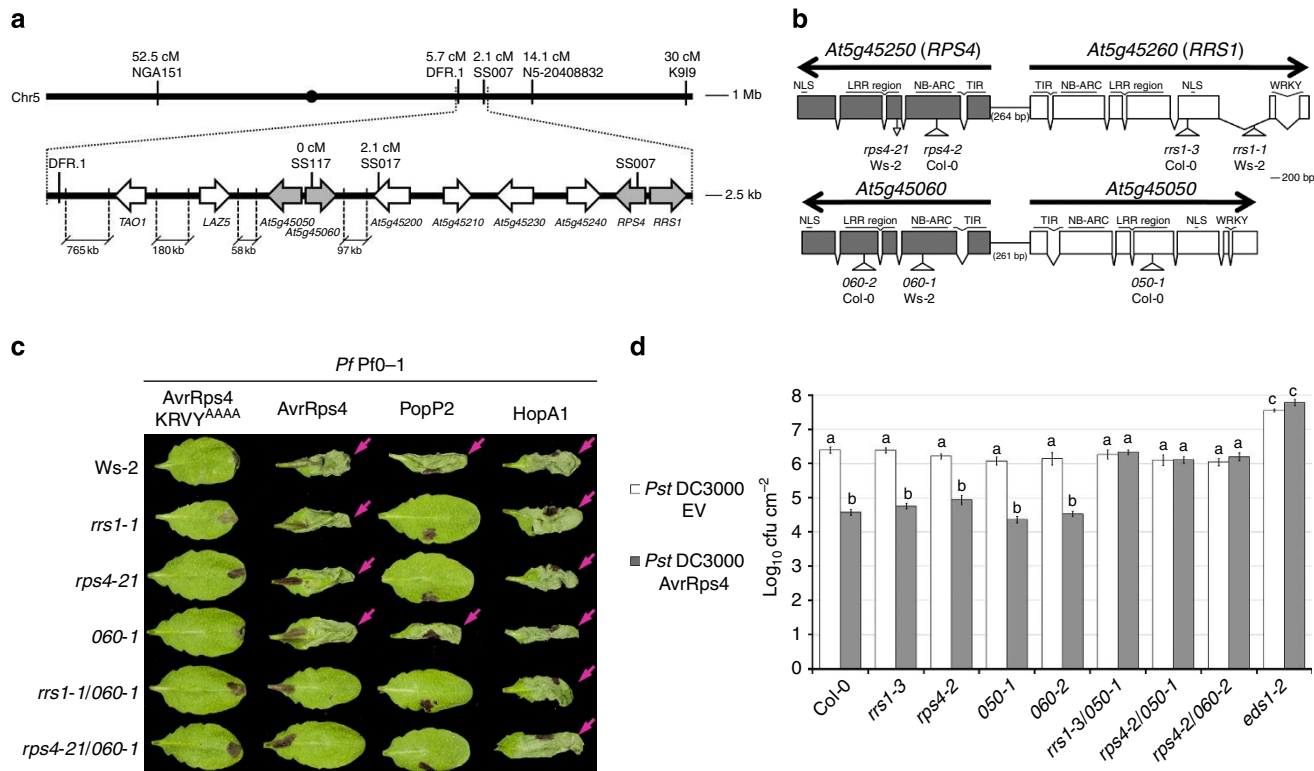 a
52.5 cM
NGA151
5.7 cM
DFR.1
2.1 cM
SS007
14.1 cM
N5-20408832
30 cM
K9I9
Chr5
1 Mb
DFR.1
0 cM
SS117
2.1 cM
SS017
SS007
2.5 kb
TAO1
LAZ5
At5g45050
At5g45060
At5g45200
At5g45210
At5g45230
At5g45240
RPS4
RRS1
765 kb
180 kb
58 kb
97 kb
b
At5g45250 (RPS4)
At5g45260 (RRS1)
NLS
LRR region
NB-ARC
TIR
TIR
NB-ARC
LRR region
NLS
WRKY
(264 bp)
rps4-21
Ws-2
rps4-2
Col-0
rrs1-3
Col-0
rrs1-1
Ws-2
200 bp
At5g45060
At5g45050
NLS
LRR region
NB-ARC
TIR
TIR
NB-ARC
LRR region
NLS
WRKY
(261 bp)
060-2
Col-0
060-1
Ws-2
050-1
Col-0
c
Pf Pf0–1
AvrRps4
KRVY^AAAA
AvrRps4
PopP2
HopA1
Ws-2
rrs1-1
rps4-21
060-1
rrs1-1/060-1
rps4-21/060-1
d
Pst DC3000
EV
Pst DC3000
AvrRps4
Log₁₀ cfu cm⁻²
8
7
6
5
4
3
2
1
0
a b a b a b a b a b a a a a a a c c
Col-0
rrs1-3
rps4-2
050-1
060-2
rrs1-3/050-1
rps4-2/050-1
rps4-2/060-2
eds1-2